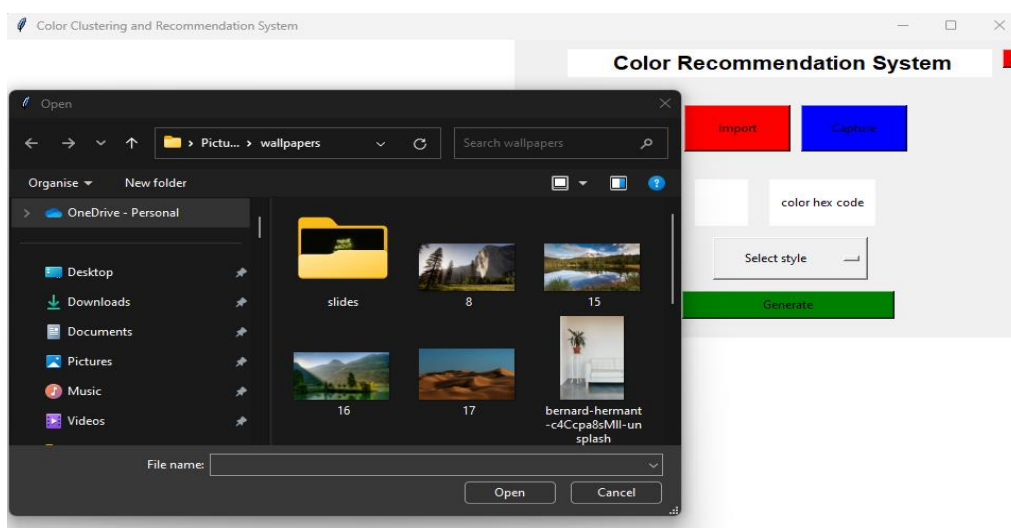 Color Clustering and Recommendation System
Color Recommendation System
Import
Capture
color hex code
Select style
Generate
Open
Pictu... › wallpapers
Search wallpapers
Organise
New folder
OneDrive - Personal
Desktop
Downloads
Documents
Pictures
Music
Videos
slides
8
15
16
17
bernard-hermant
-c4Ccpa8sMII-un
splash
File name:
Open
Cancel